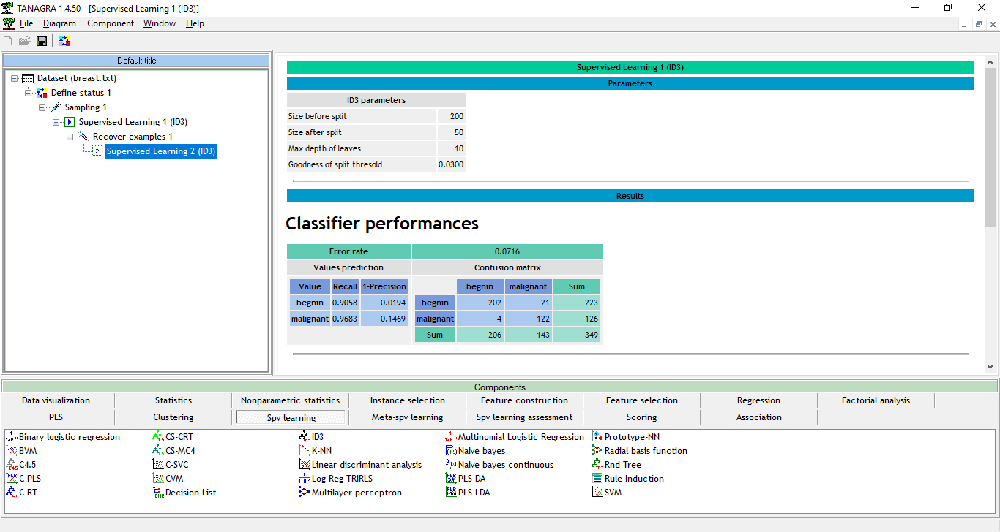 TANAGRA 1.4.50 - [Supervised Learning 1 (ID3)]
File Diagram Component Window Help
Default title
Dataset (breast.txt)
Define status 1
Sampling 1
Supervised Learning 1 (ID3)
Recover examples 1
Supervised Learning 2 (ID3)
Supervised Learning 1 (ID3)
Parameters
ID3 parameters
Size before split 200
Size after split 50
Max depth of leaves 10
Goodness of split thresold 0.0300
Results
Classifier performances
Error rate 0.0716
Values prediction Confusion matrix
Value Recall 1-Precision begnin malignant Sum
begnin 0.9058 0.0194 begnin 202 21 223
malignant 0.9683 0.1469 malignant 4 122 126
Sum 206 143 349
Components
Data visualization Statistics Nonparametric statistics Instance selection Feature construction Feature selection Regression Factorial analysis
PLS Clustering Spv learning Meta-spv learning Spv learning assessment Scoring Association
Binary logistic regression CS-CRT ID3 Multinomial Logistic Regression Prototype-NN
BVM CS-MC4 K-NN Naive bayes Radial basis function
C4.5 C-SVC Linear discriminant analysis Naive bayes continuous Rnd Tree
C-PLS CVM Log-Reg TRIRLS PLS-DA Rule Induction
C-RT Decision List Multilayer perceptron PLS-LDA SVM